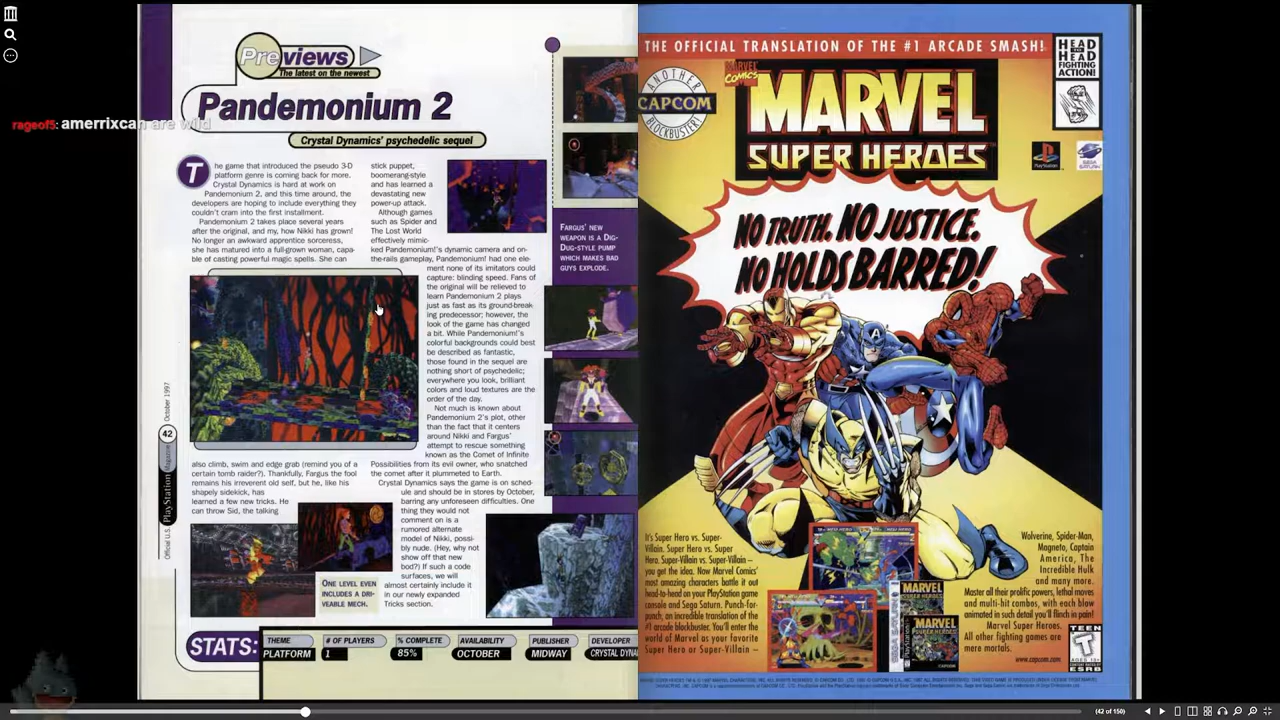 Previews
The latest on the newest
Pandemonium 2
rageof5: amerrixcan are wild
Crystal Dynamics' psychedelic sequel
The game that introduced the pseudo 3-D
platform genre is coming back for more.
Crystal Dynamics is hard at work on
Pandemonium 2, and this time around, the
developers are hoping to include everything they
couldn't cram into the first installment.
Pandemonium 2 takes place several years
after the original, and my, how Nikki has grown!
No longer an awkward apprentice sorceress,
she has matured into a full-grown woman, capa-
ble of casting powerful magic spells. She can
also climb, swim and edge grab (remind you of a
certain tomb raider?). Thankfully, Fargus the fool
remains his irreverent old self, but he, like his
shapely sidekick, has
learned a few new tricks. He
can throw Sid, the talking
stick puppet,
boomerang-style
and has learned a
devastating new
power-up attack.
Although games
such as Spider and
The Lost World
effectively mimic-
ked Pandemonium!'s dynamic camera and on-
the-rails gameplay, Pandemonium! had one ele-
ment none of its imitators could
capture: blinding speed. Fans of
the original will be relieved to
learn Pandemonium 2 plays
just as fast as its ground-break
ing predecessor; however, the
look of the game has changed
a bit. While Pandemonium!'s
colorful backgrounds could best
be described as fantastic,
those found in the sequel are
nothing short of psychedelic;
everywhere you look, brilliant
colors and loud textures are the
order of the day.
Not much is known about
Pandemonium 2's plot, other
than the fact that it centers
around Nikki and Fargus'
attempt to rescue something
known as the Comet of Infinite
Possibilities from its evil owner, who snatched
the comet after it plummeted to Earth.
Crystal Dynamics says the game is on sched-
ule and should be in stores by October,
barring any unforeseen difficulties. One
thing they would not
comment on is a
rumored alternate
model of Nikki, possi-
bly nude. (Hey, why not
show off that new
bod?) If such a code
surfaces, we will
almost certainly include it
in our newly expanded
Tricks section.
FARGUS' NEW
WEAPON IS A DIG-
DUG-STYLE PUMP
WHICH MAKES BAD
GUYS EXPLODE.
ONE LEVEL EVEN
INCLUDES A DRI-
VEABLE MECH.
October 1997
42
Official U.S. PlayStation Magazine
STATS:
THEME
PLATFORM
# OF PLAYERS
1
% COMPLETE
85%
AVAILABILITY
OCTOBER
PUBLISHER
MIDWAY
DEVELOPER
CRYSTAL DYNA
THE OFFICIAL TRANSLATION OF THE #1 ARCADE SMASH!
HEAD
TO
HEAD
FIGHTING
ACTION!
ANOTHER
CAPCOM
BLOCKBUSTER!
MARVEL
COMICS
MARVEL
SUPER HEROES
PlayStation
SEGA SATURN
NO TRUTH. NO JUSTICE.
NO HOLDS BARRED!
It's Super Hero vs. Super-
Villain. Super Hero vs. Super
Hero. Super-Villain vs. Super-Villain —
you get the idea. Now Marvel Comics'
most amazing characters battle it out
head-to-head on your PlayStation game
console and Sega Saturn. Punch-for-
punch, an incredible translation of the
#1 arcade blockbuster. You'll enter the
world of Marvel as your favorite
Super Hero or Super-Villain —
Wolverine, Spider-Man,
Magneto, Captain
America, The
Incredible Hulk
and many more.
Master all their prolific powers, lethal moves
and multi-hit combos, with each blow
animated in such detail you'll flinch in pain!
Marvel Super Heroes.
All other fighting games are
mere mortals.
www.capcom.com
TEEN
T
ESRB
MARVEL
SUPER HEROES
MARVEL
(42 of 150)